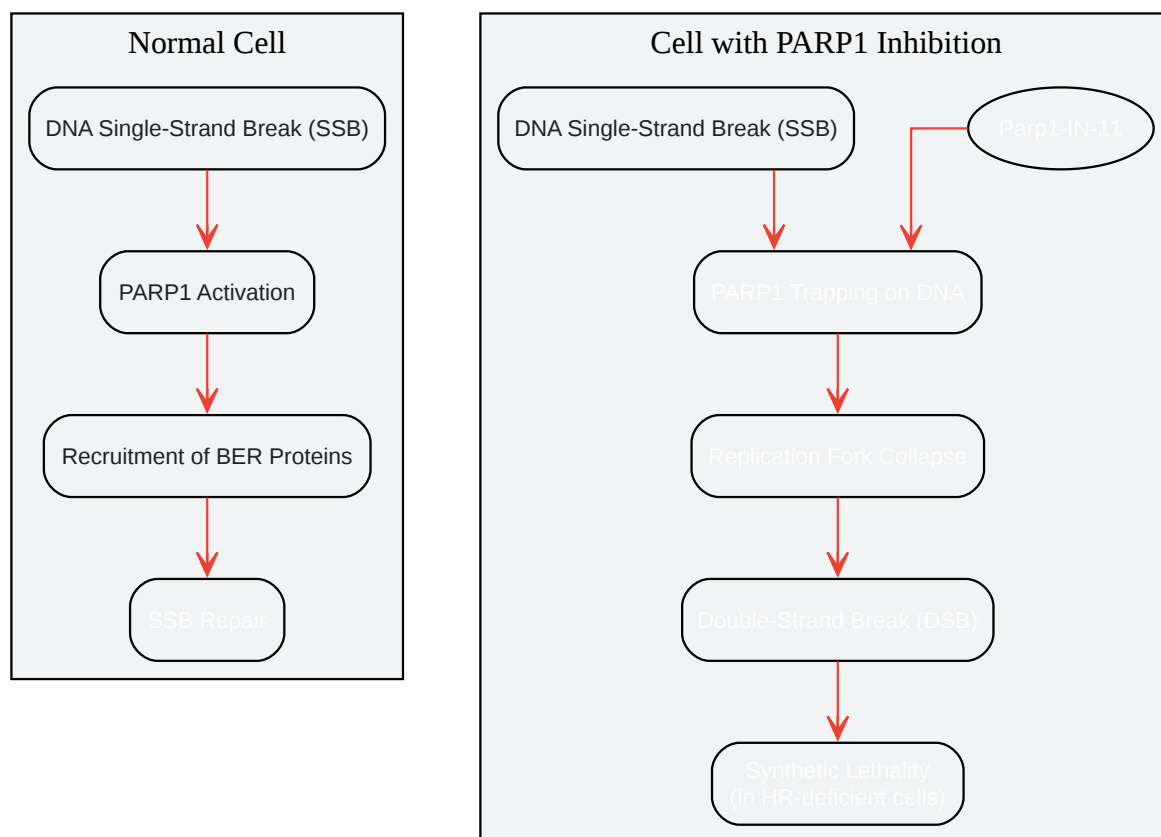 Normal Cell
DNA Single-Strand Break (SSB)
PARP1 Activation
Recruitment of BER Proteins
SSB Repair
Cell with PARP1 Inhibition
DNA Single-Strand Break (SSB)
Parp1-IN-11
PARP1 Trapping on DNA
Replication Fork Collapse
Double-Strand Break (DSB)
Synthetic Lethality
(in HR-deficient cells)